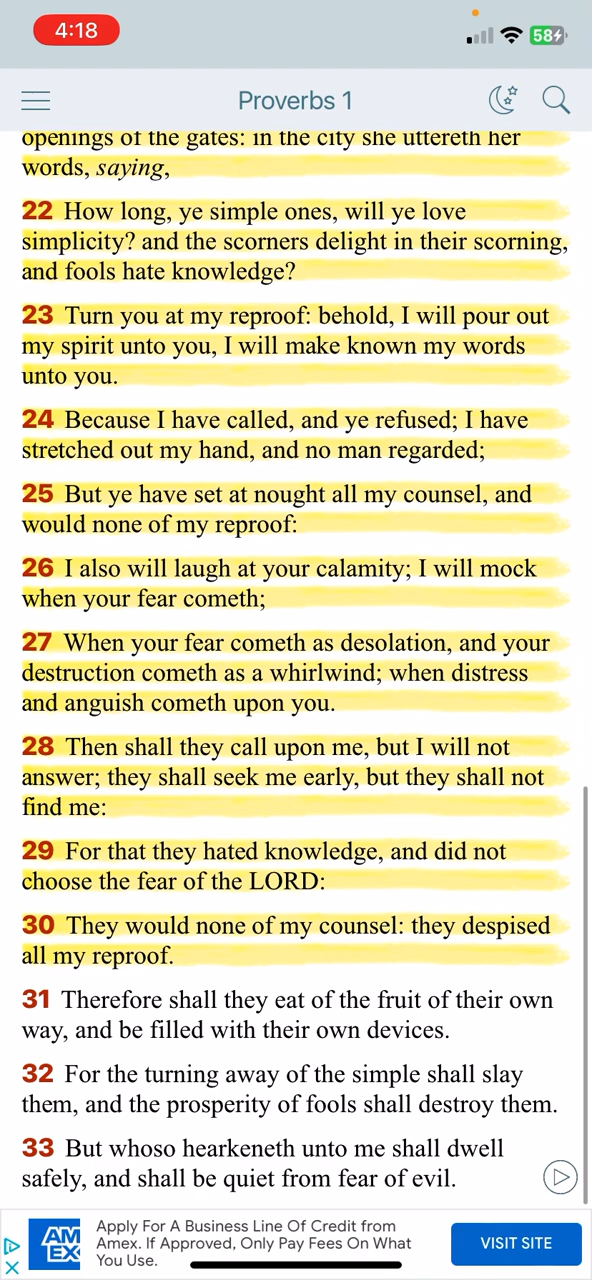 4:18
58
Proverbs 1
openings of the gates: in the city she uttereth her
words, saying,
22 How long, ye simple ones, will ye love
simplicity? and the scorners delight in their scorning,
and fools hate knowledge?
23 Turn you at my reproof: behold, I will pour out
my spirit unto you, I will make known my words
unto you.
24 Because I have called, and ye refused; I have
stretched out my hand, and no man regarded;
25 But ye have set at nought all my counsel, and
would none of my reproof:
26 I also will laugh at your calamity; I will mock
when your fear cometh;
27 When your fear cometh as desolation, and your
destruction cometh as a whirlwind; when distress
and anguish cometh upon you.
28 Then shall they call upon me, but I will not
answer; they shall seek me early, but they shall not
find me:
29 For that they hated knowledge, and did not
choose the fear of the LORD:
30 They would none of my counsel: they despised
all my reproof.
31 Therefore shall they eat of the fruit of their own
way, and be filled with their own devices.
32 For the turning away of the simple shall slay
them, and the prosperity of fools shall destroy them.
33 But whoso hearkeneth unto me shall dwell
safely, and shall be quiet from fear of evil.
AM
EX
Apply For A Business Line Of Credit from
Amex. If Approved, Only Pay Fees On What
You Use.
VISIT SITE